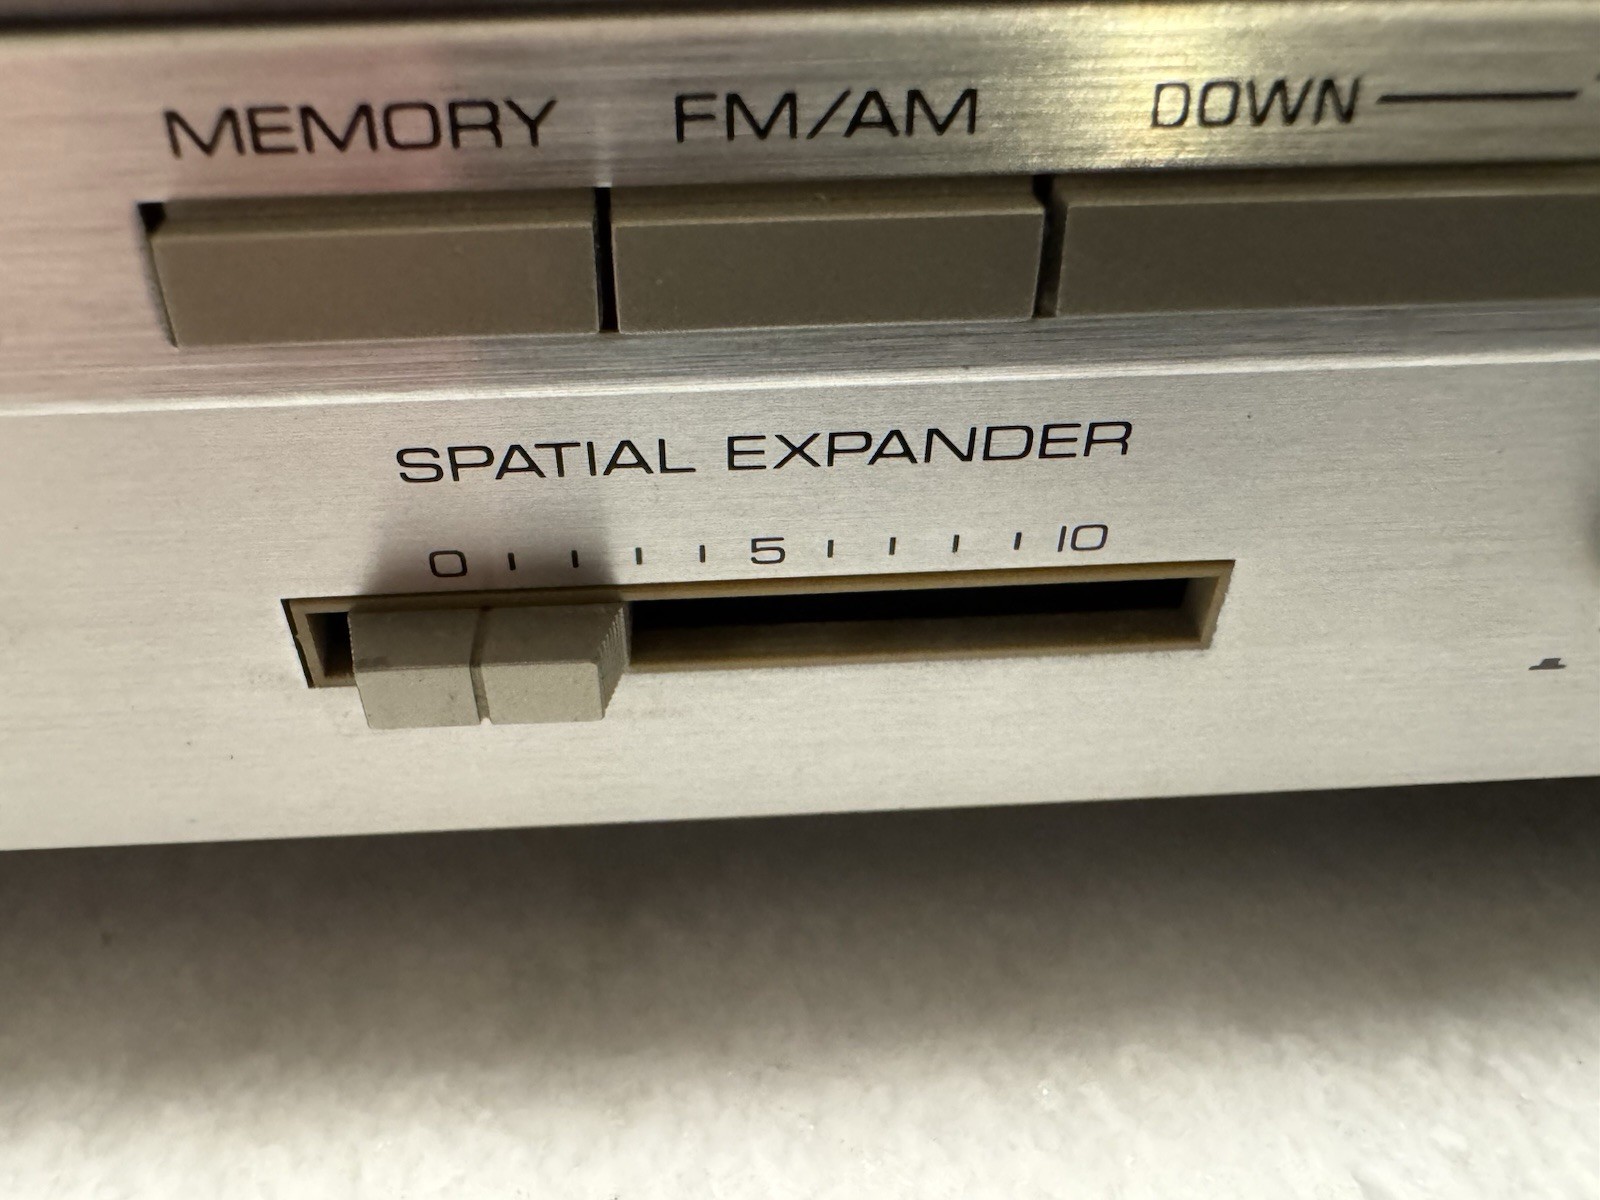 MEMORY FM/AM DOWN
SPATIAL EXPANDER
0 5 10